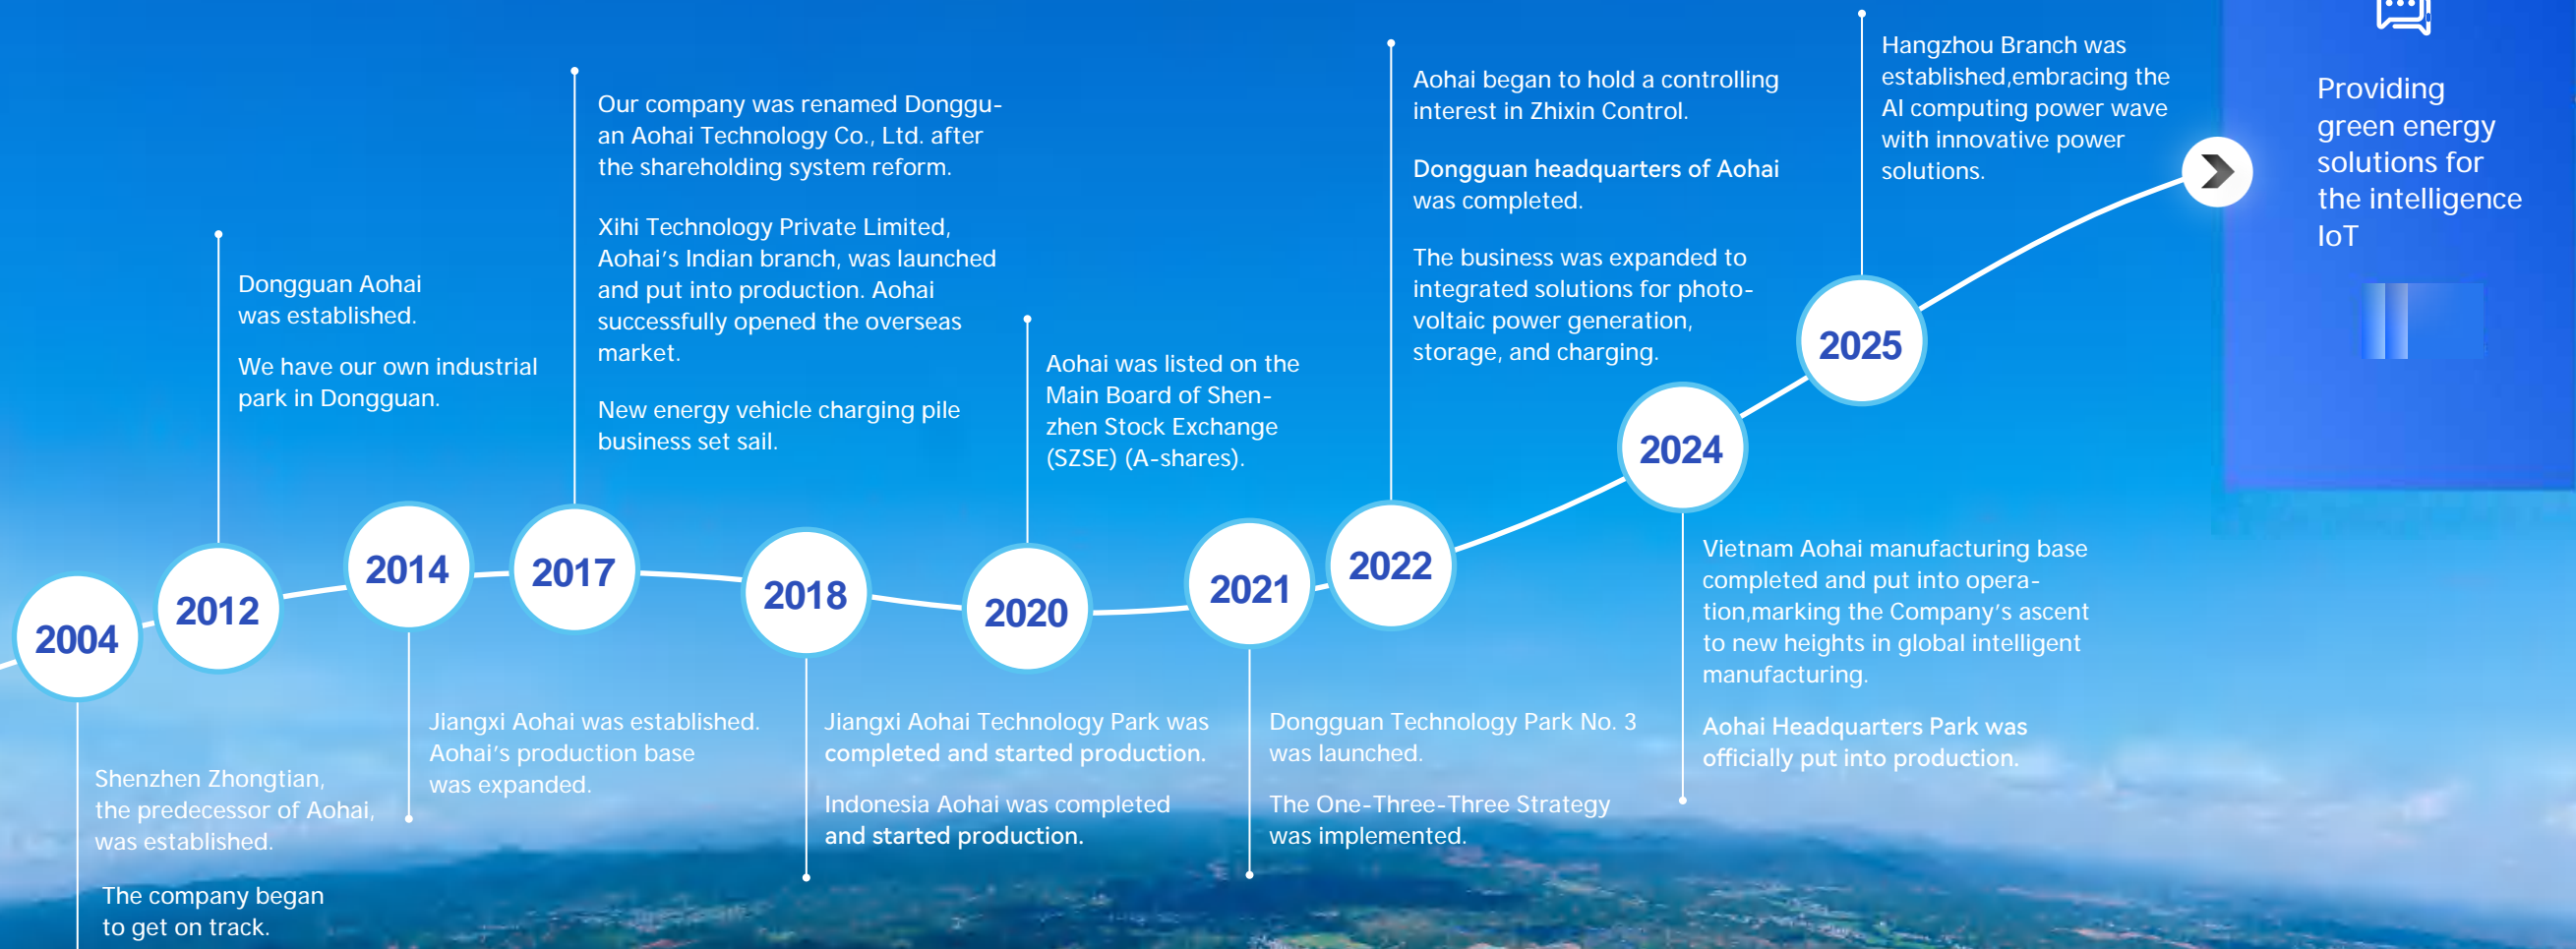 2004
Shenzhen Zhongtian,
the predecessor of Aohai,
was established.
The company began
to get on track.
2012
Dongguan Aohai
was established.
We have our own industrial
park in Dongguan.
2014
Jiangxi Aohai was established.
Aohai's production base
was expanded.
2017
Our company was renamed Donggu-
an Aohai Technology Co., Ltd. after
the shareholding system reform.
Xihi Technology Private Limited,
Aohai's Indian branch, was launched
and put into production. Aohai
successfully opened the overseas
market.
New energy vehicle charging pile
business set sail.
2018
Jiangxi Aohai Technology Park was
completed and started production.
Indonesia Aohai was completed
and started production.
2020
Aohai was listed on the
Main Board of Shen-
zhen Stock Exchange
(SZSE) (A-shares).
2021
Dongguan Technology Park No. 3
was launched.
The One-Three-Three Strategy
was implemented.
2022
Aohai began to hold a controlling
interest in Zhixin Control.
Dongguan headquarters of Aohai
was completed.
The business was expanded to
integrated solutions for photo-
voltaic power generation,
storage, and charging.
2024
Vietnam Aohai manufacturing base
completed and put into opera-
tion,marking the Company's ascent
to new heights in global intelligent
manufacturing.
Aohai Headquarters Park was
officially put into production.
2025
Hangzhou Branch was
established,embracing the
AI computing power wave
with innovative power
solutions.
Providing
green energy
solutions for
the intelligence
IoT